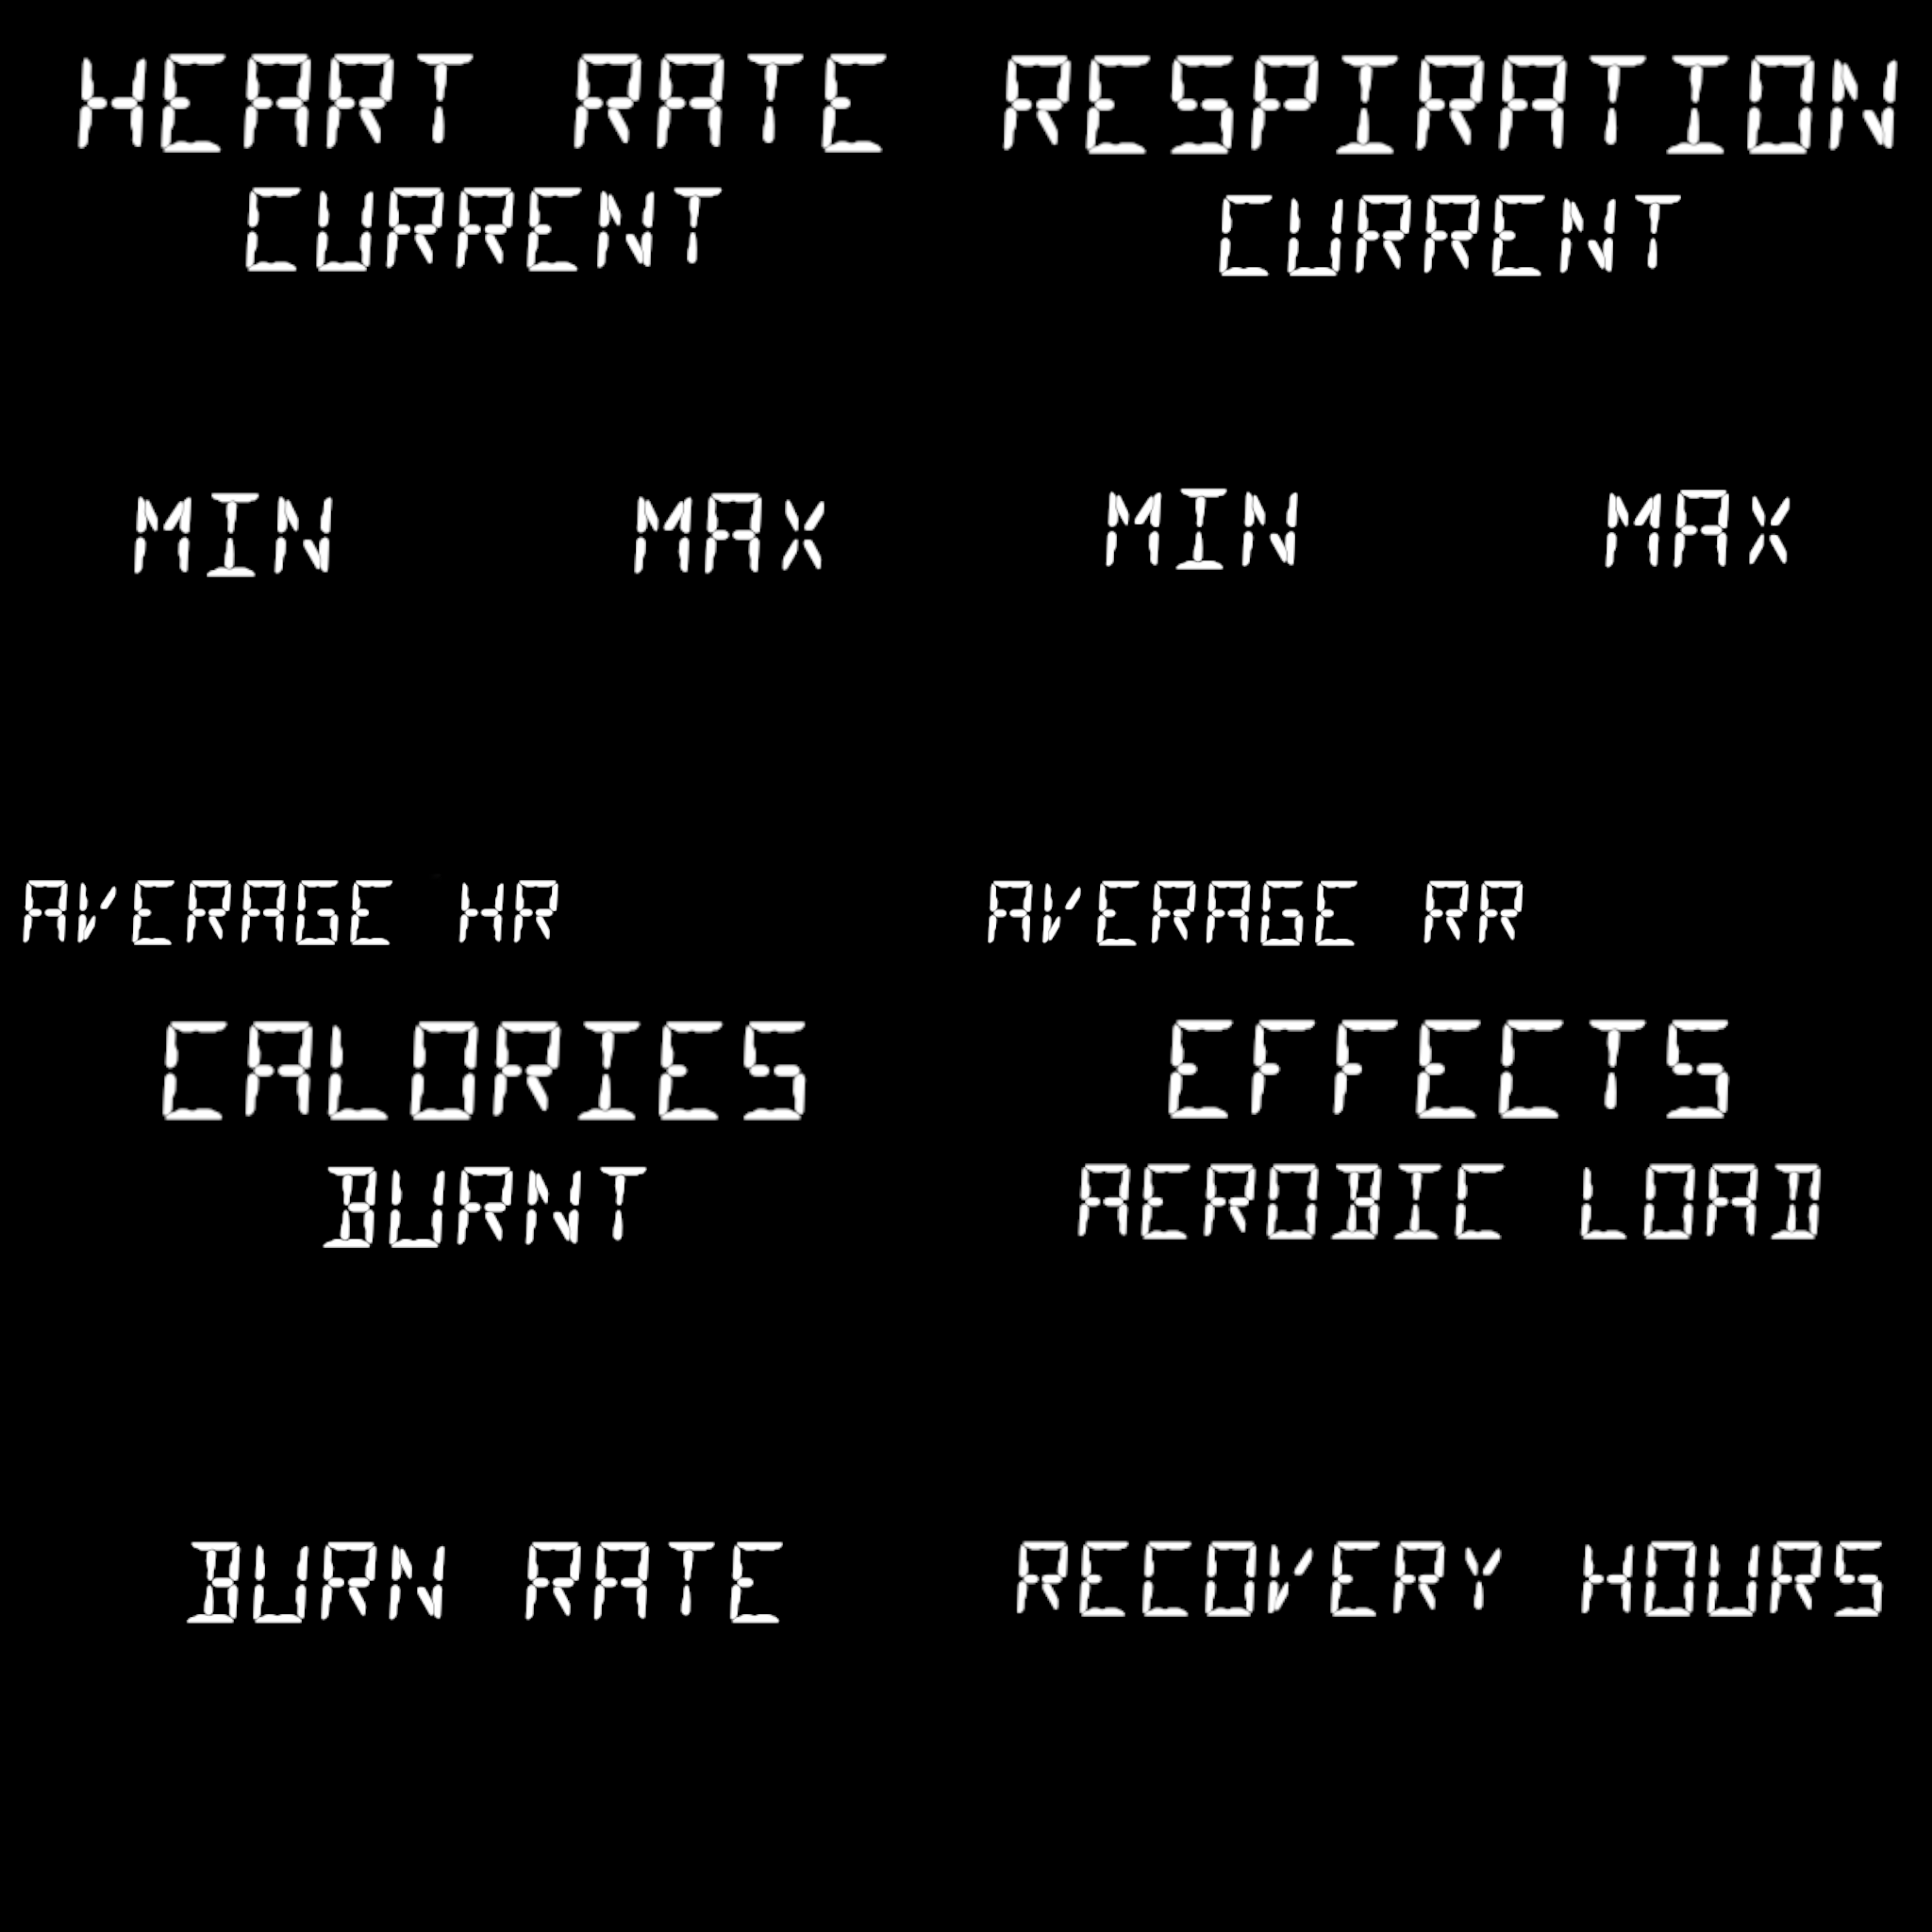 HEART RATE
CURRENT
MIN MAX
AVERAGE HR
RESPIRATION
CURRENT
MIN MAX
AVERAGE RR
CALORIES
BURNT
BURN RATE
EFFECTS
AEROBIC LOAD
RECOVERY HOURS